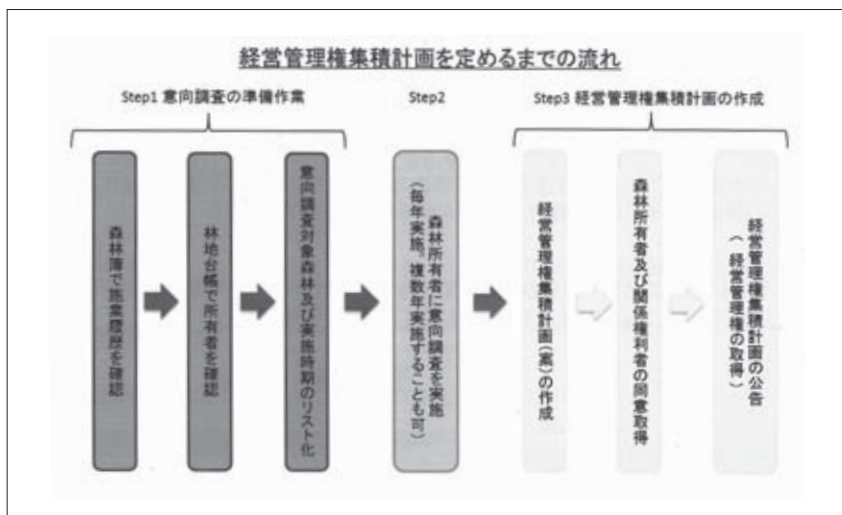 経営管理権集積計画を定めるまでの流れ
Step1 意向調査の準備作業
Step2
Step3 経営管理権集積計画の作成
森林簿で施業履歴を確認
林地台帳で所有者を確認
意向調査対象森林及び実施時期のリスト化
森林所有者に意向調査を実施
(毎年実施。複数年実施することも可)
経営管理権集積計画(案)の作成
森林所有者及び関係権利者の同意取得
経営管理権集積計画の公告
(経営管理権の取得)